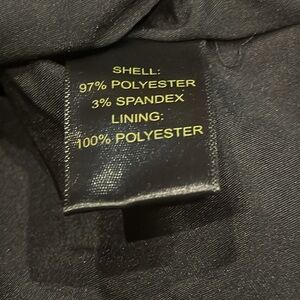 SHELL:
97% POLYESTER
3% SPANDEX
LINING:
100% POLYESTER